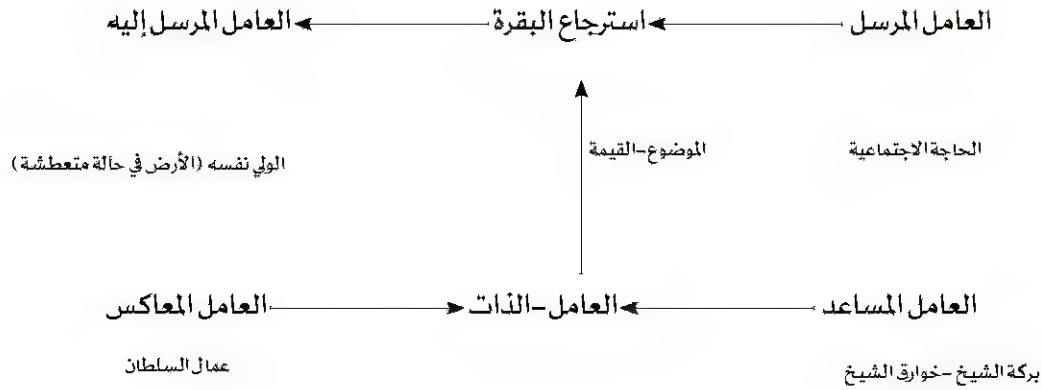 العامل المرسل استرجاع البقرة العامل المرسل إليه
الحاجة الاجتماعية الموضوع-القيمة الولي نفسه (الأرض في حالة متعطشة)
العامل المساعد العامل-الذات العامل المعاكس
بركة الشيخ-خوارق الشيخ عمال السلطان